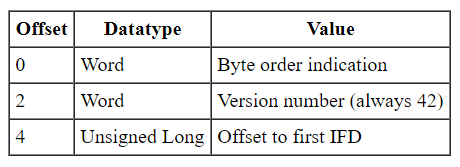 Offset Datatype Value
0 Word Byte order indication
2 Word Version number (always 42)
4 Unsigned Long Offset to first IFD